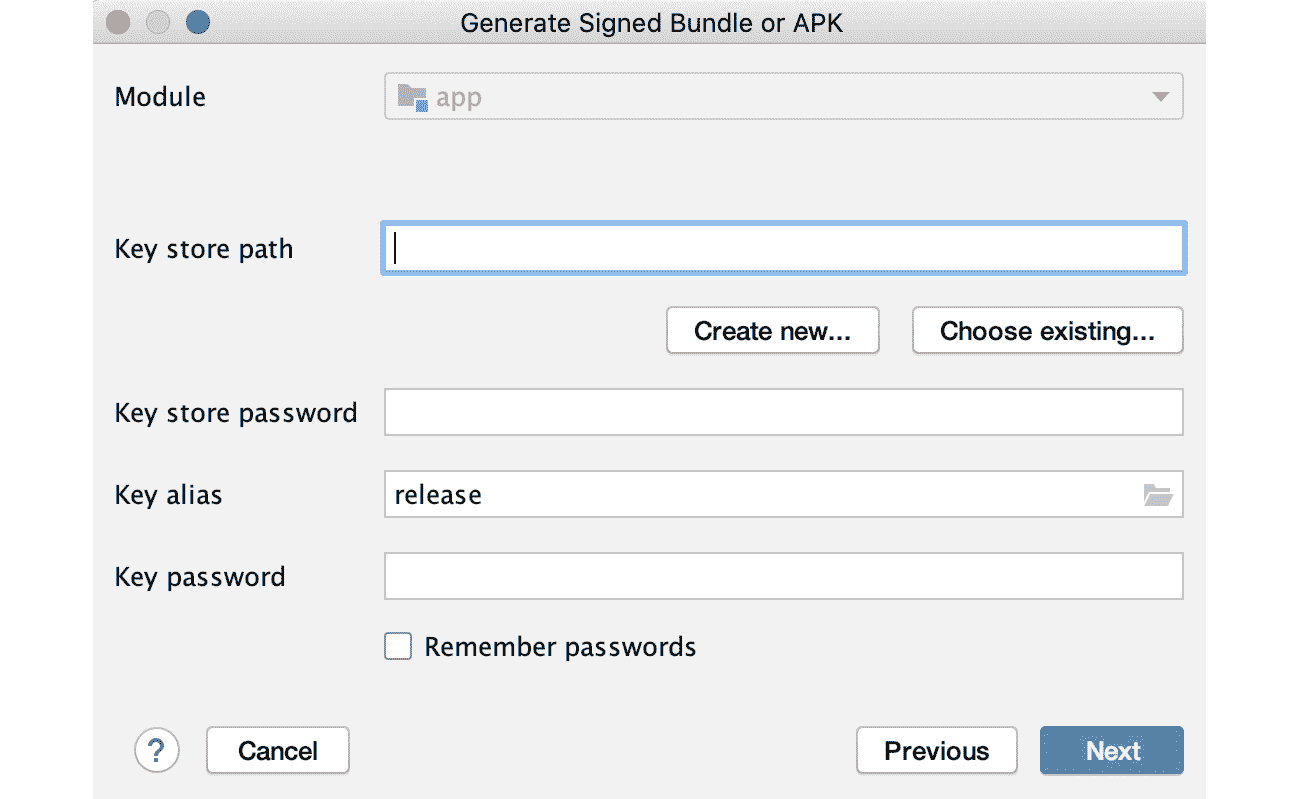 Generate Signed Bundle or APK
Module app
Key store path
Create new... Choose existing...
Key store password
Key alias release
Key password
Remember passwords
? Cancel Previous Next